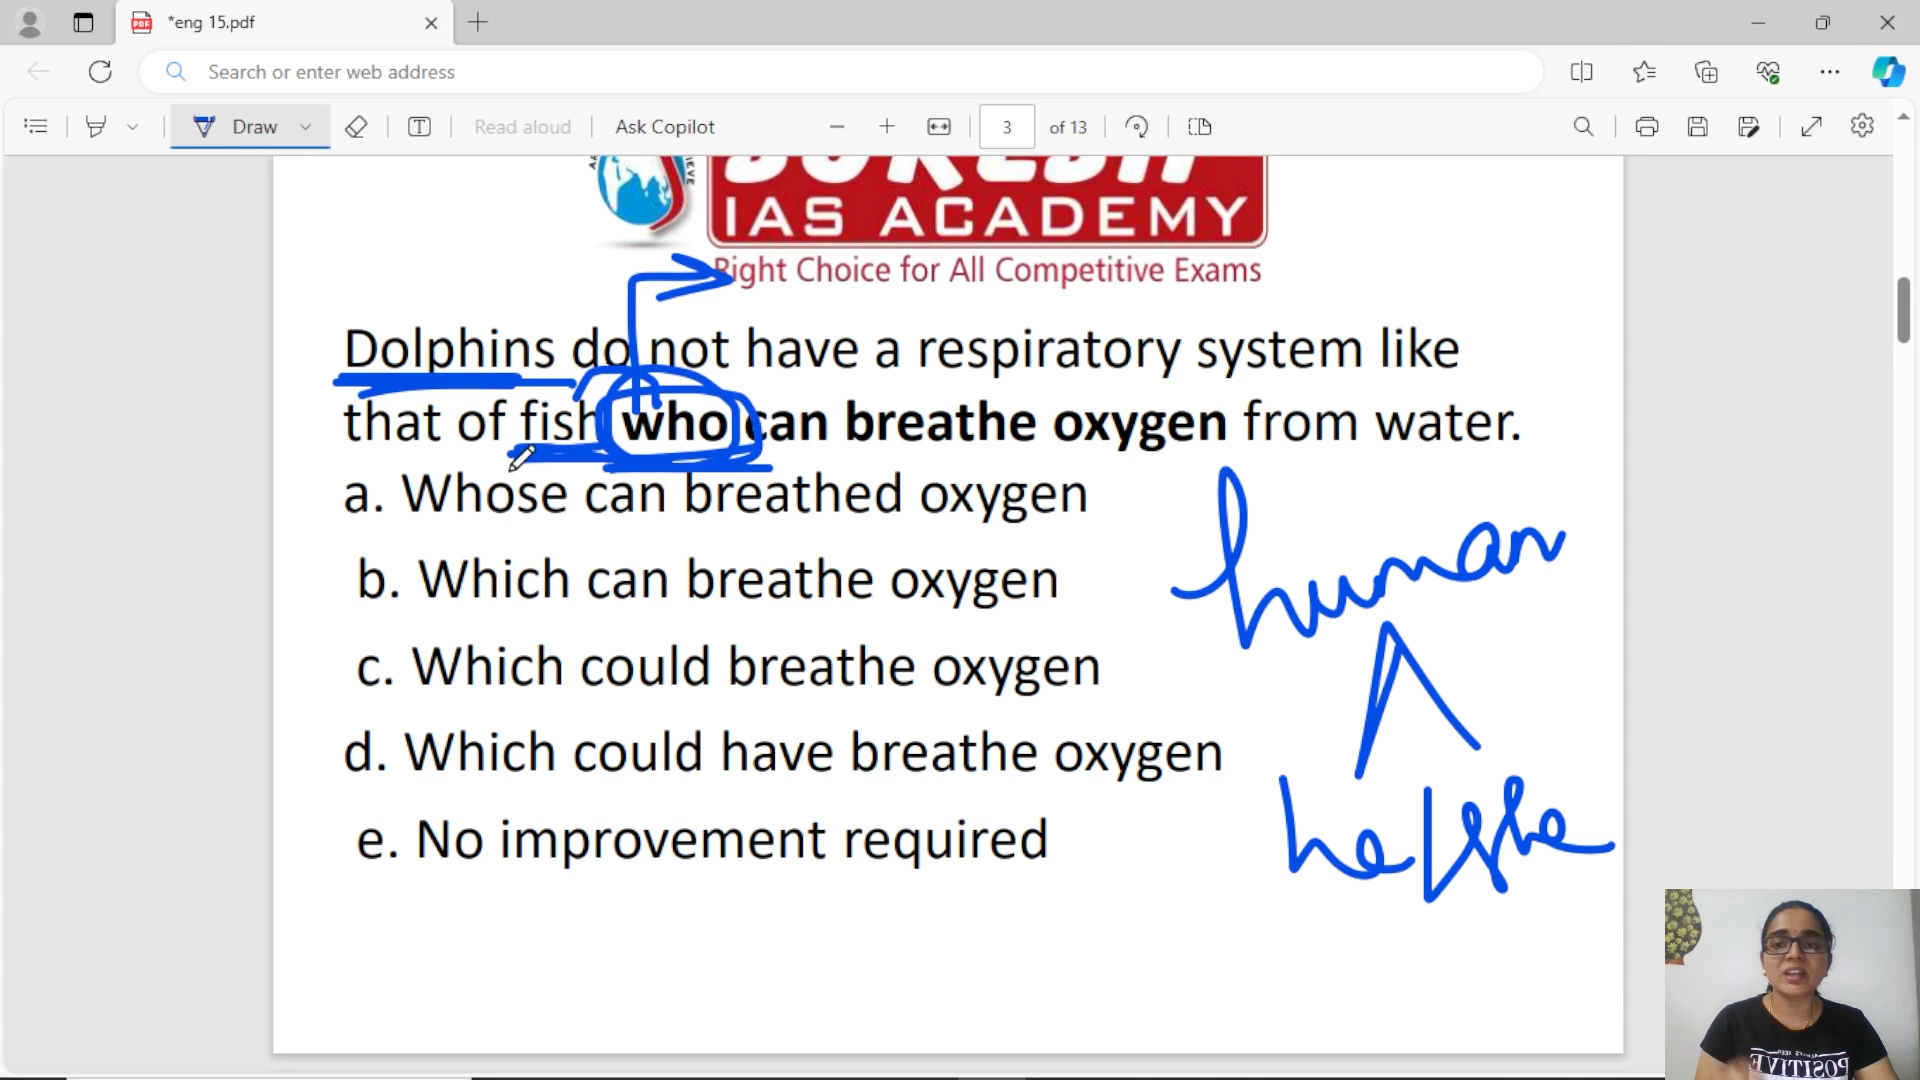 *eng 15.pdf
Search or enter web address
Draw
Read aloud
Ask Copilot
3
of 13
IEVE
IAS ACADEMY
Right Choice for All Competitive Exams
Dolphins do not have a respiratory system like
that of fish who can breathe oxygen from water.
a. Whose can breathed oxygen
b. Which can breathe oxygen
c. Which could breathe oxygen
d. Which could have breathe oxygen
e. No improvement required
human
he/she
POSITIVE